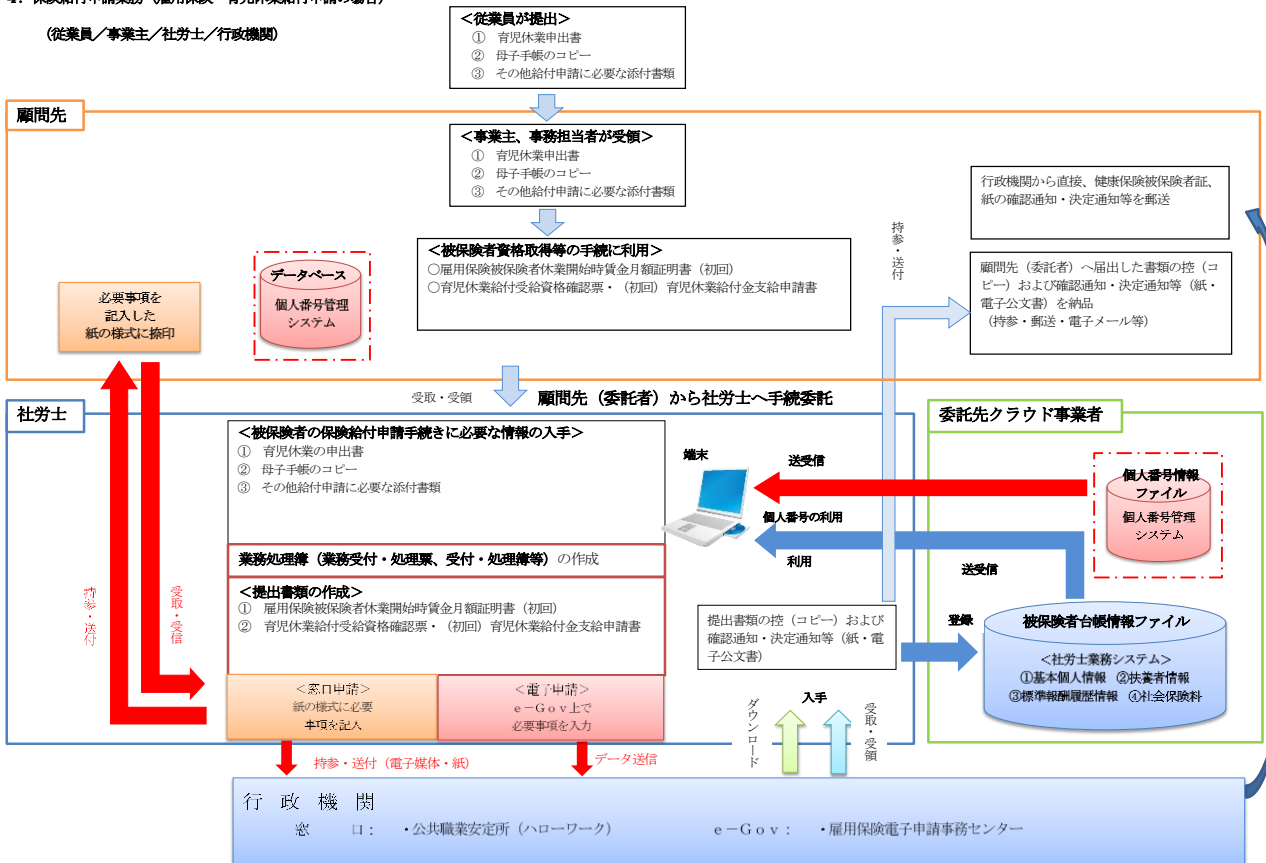 (従業員/事業主/社労士/行政機関)
<従業員が提出>
① 育児休業申出書
② 母子手帳のコピー
③ その他給付申請に必要な添付書類
顧問先
<事業主、事務担当者が受領>
① 育児休業申出書
② 母子手帳のコピー
③ その他給付申請に必要な添付書類
行政機関から直接、健康保険被保険者証、
紙の確認通知・決定通知等を郵送
持参・送付
<被保険者資格取得等の手続に利用>
○雇用保険被保険者休業開始時賃金月額証明書(初回)
○育児休業給付受給資格確認票・(初回)育児休業給付金支給申請書
データベース
個人番号管理
システム
顧問先(委託者)へ届出した書類の控(コ
ピー)および確認通知・決定通知等(紙・
電子公文書)を納品
(持参・郵送・電子メール等)
必要事項を
記入した
紙の様式に捺印
受取・受領
顧問先(委託者)から社労士へ手続委託
社労士
委託先クラウド事業者
<被保険者の保険給付申請手続きに必要な情報の入手>
① 育児休業の申出書
② 母子手帳のコピー
③ その他給付申請に必要な添付書類
端末
送受信
個人番号情報
ファイル
個人番号管理
システム
個人番号の利用
利用
送受信
業務処理簿(業務受付・処理票、受付・処理簿等)の作成
<提出書類の作成>
① 雇用保険被保険者休業開始時賃金月額証明書(初回)
② 育児休業給付受給資格確認票・(初回)育児休業給付金支給申請書
持参・送付
受取・受信
提出書類の控(コピー)および
確認通知・決定通知等(紙・電
子公文書)
登録
被保険者台帳情報ファイル
<社労士業務システム>
①基本個人情報 ②扶養者情報
③標準報酬履歴情報 ④社会保険料
<窓口申請>
紙の様式に必要
事項を記入
<電子申請>
e-Gov上で
必要事項を入力
ダウンロード
入手
受取・受領
持参・送付(電子媒体・紙)
データ送信
行政機関
窓 口: ・公共職業安定所(ハローワーク)
e-Gov: ・雇用保険電子申請事務センター